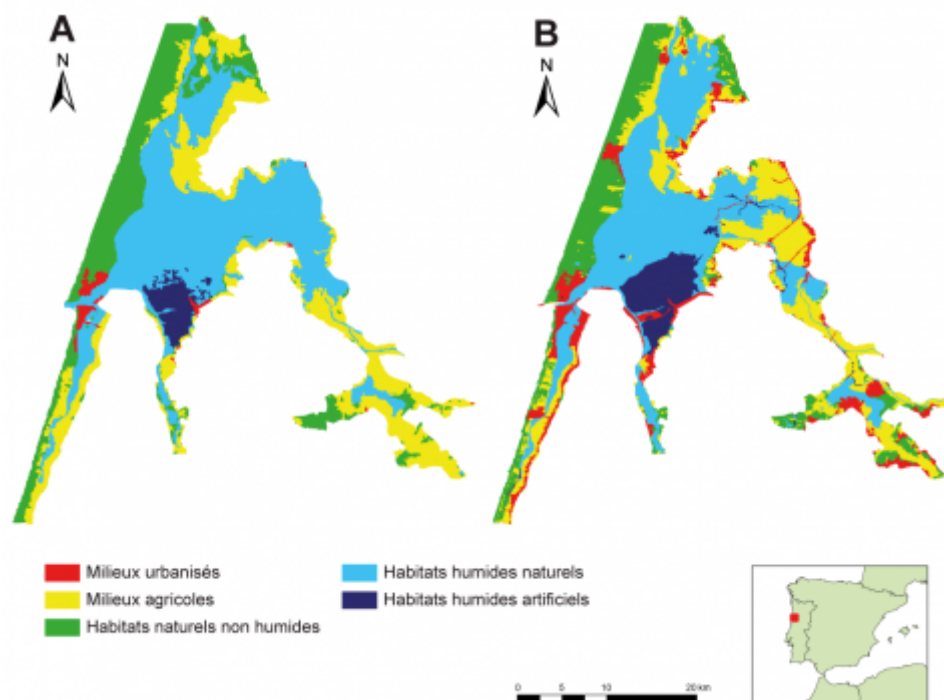 A
N
B
N
Milieux urbanisés
Milieux agricoles
Habitats naturels non humides
Habitats humides naturels
Habitats humides artificiels
0 5 10 20 km